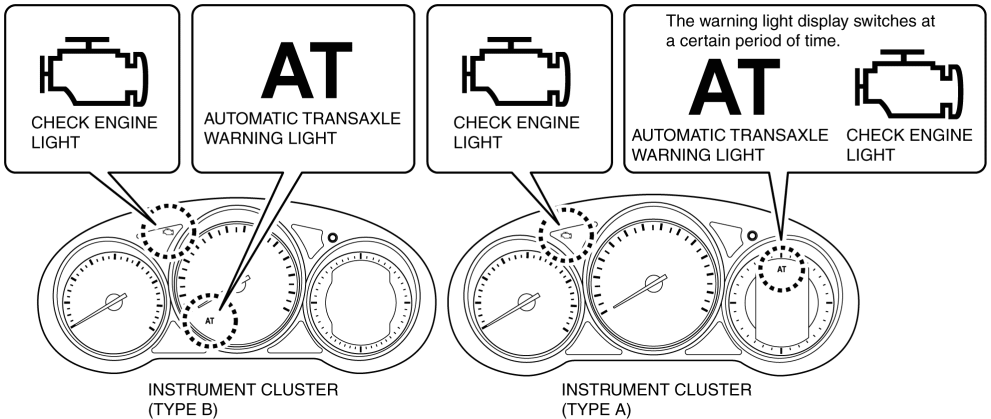 CHECK ENGINE
LIGHT
AT
AUTOMATIC TRANSAXLE
WARNING LIGHT
CHECK ENGINE
LIGHT
The warning light display switches at
a certain period of time.
AT
AUTOMATIC TRANSAXLE
WARNING LIGHT
CHECK ENGINE
LIGHT
AT
AT
INSTRUMENT CLUSTER
(TYPE B)
INSTRUMENT CLUSTER
(TYPE A)